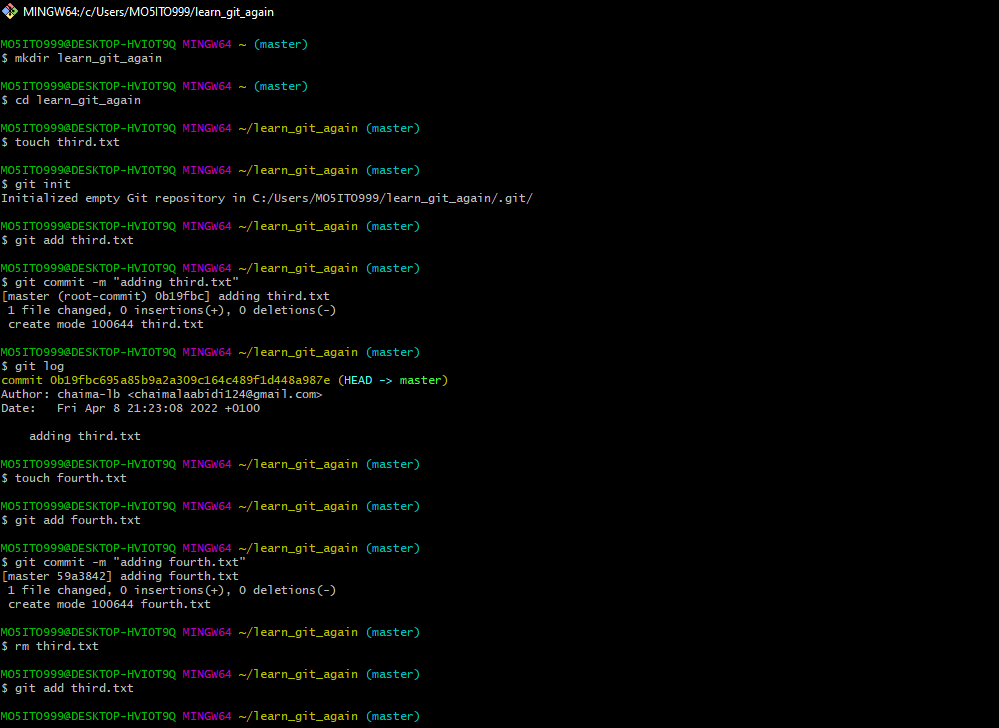 MINGW64:/c/Users/MO5ITO999/learn_git_again
MO5ITO999@DESKTOP-HVIOT9Q MINGW64 ~ (master)
$ mkdir learn_git_again
MO5ITO999@DESKTOP-HVIOT9Q MINGW64 ~ (master)
$ cd learn_git_again
MO5ITO999@DESKTOP-HVIOT9Q MINGW64 ~/learn_git_again (master)
$ touch third.txt
MO5ITO999@DESKTOP-HVIOT9Q MINGW64 ~/learn_git_again (master)
$ git init
Initialized empty Git repository in C:/Users/MO5ITO999/learn_git_again/.git/
MO5ITO999@DESKTOP-HVIOT9Q MINGW64 ~/learn_git_again (master)
$ git add third.txt
MO5ITO999@DESKTOP-HVIOT9Q MINGW64 ~/learn_git_again (master)
$ git commit -m "adding third.txt"
[master (root-commit) 0b19fbc] adding third.txt
 1 file changed, 0 insertions(+), 0 deletions(-)
 create mode 100644 third.txt
MO5ITO999@DESKTOP-HVIOT9Q MINGW64 ~/learn_git_again (master)
$ git log
commit 0b19fbc695a85b9a2a309c164c489f1d448a987e (HEAD -> master)
Author: chaima-lb <chaimalaabidi124@gmail.com>
Date:   Fri Apr 8 21:23:08 2022 +0100
    adding third.txt
MO5ITO999@DESKTOP-HVIOT9Q MINGW64 ~/learn_git_again (master)
$ touch fourth.txt
MO5ITO999@DESKTOP-HVIOT9Q MINGW64 ~/learn_git_again (master)
$ git add fourth.txt
MO5ITO999@DESKTOP-HVIOT9Q MINGW64 ~/learn_git_again (master)
$ git commit -m "adding fourth.txt"
[master 59a3842] adding fourth.txt
 1 file changed, 0 insertions(+), 0 deletions(-)
 create mode 100644 fourth.txt
MO5ITO999@DESKTOP-HVIOT9Q MINGW64 ~/learn_git_again (master)
$ rm third.txt
MO5ITO999@DESKTOP-HVIOT9Q MINGW64 ~/learn_git_again (master)
$ git add third.txt
MO5ITO999@DESKTOP-HVIOT9Q MINGW64 ~/learn_git_again (master)